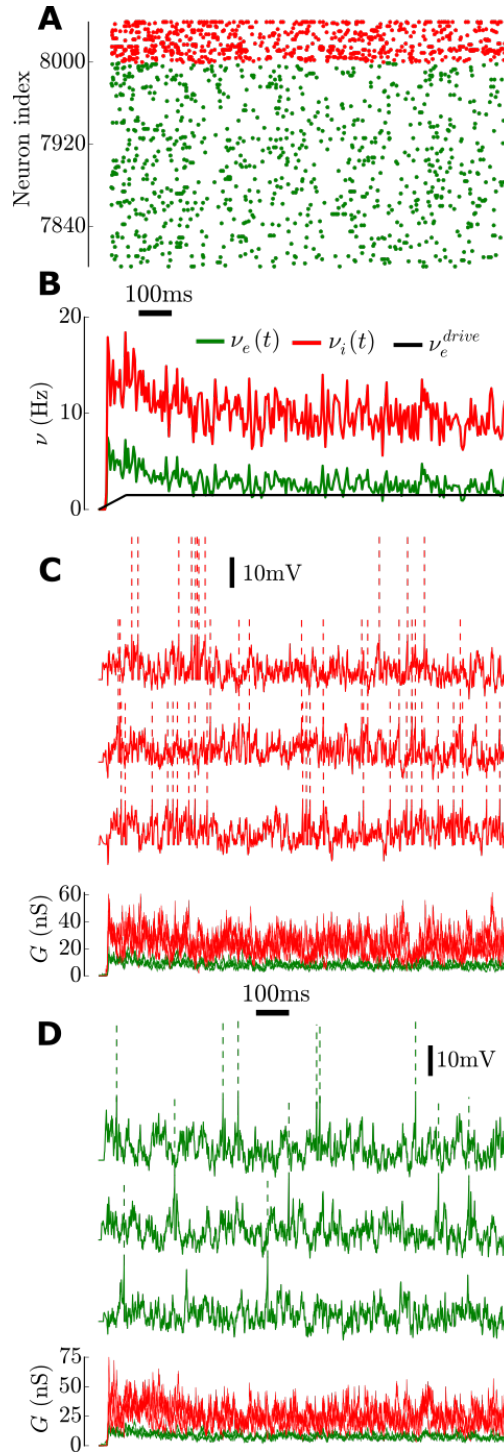 A
8000
7920
7840
Neuron index
B
100ms
20
10
0
ν (Hz)
ν_e(t) ν_i(t) ν_e^{drive}
C
10mV
60
40
20
0
G (nS)
100ms
D
10mV
75
50
25
0
G (nS)